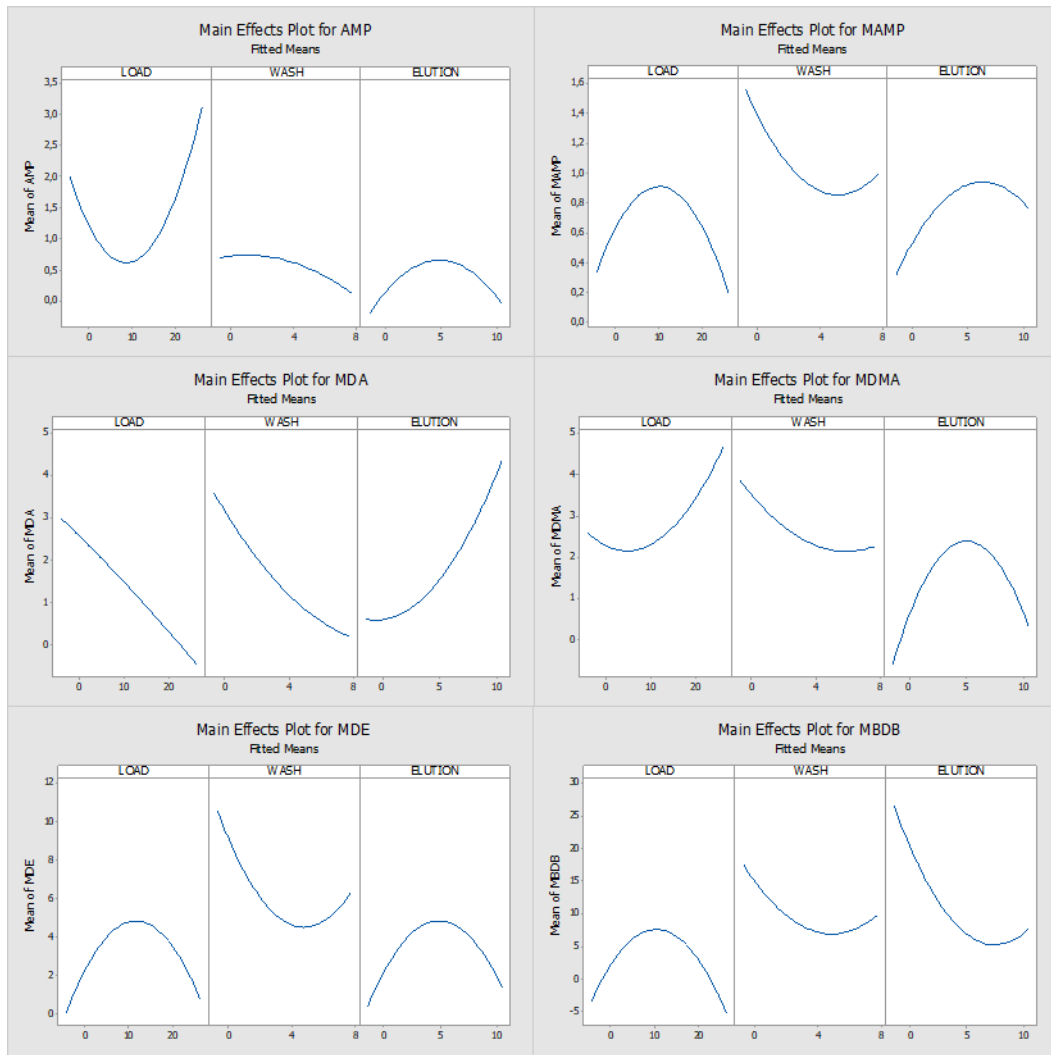 Main Effects Plot for AMP
Fitted Means
LOAD WASH ELUTION
Mean of AMP
3,5
3,0
2,5
2,0
1,5
1,0
0,5
0,0
0 10 20 0 4 8 0 5 10
Main Effects Plot for MAMP
Fitted Means
LOAD WASH ELUTION
Mean of MAMP
1,6
1,4
1,2
1,0
0,8
0,6
0,4
0,2
0,0
0 10 20 0 4 8 0 5 10
Main Effects Plot for MDA
Fitted Means
LOAD WASH ELUTION
Mean of MDA
5
4
3
2
1
0
0 10 20 0 4 8 0 5 10
Main Effects Plot for MDMA
Fitted Means
LOAD WASH ELUTION
Mean of MDMA
5
4
3
2
1
0
0 10 20 0 4 8 0 5 10
Main Effects Plot for MDE
Fitted Means
LOAD WASH ELUTION
Mean of MDE
12
10
8
6
4
2
0
0 10 20 0 4 8 0 5 10
Main Effects Plot for MBDB
Fitted Means
LOAD WASH ELUTION
Mean of MBDB
30
25
20
15
10
5
0
-5
0 10 20 0 4 8 0 5 10